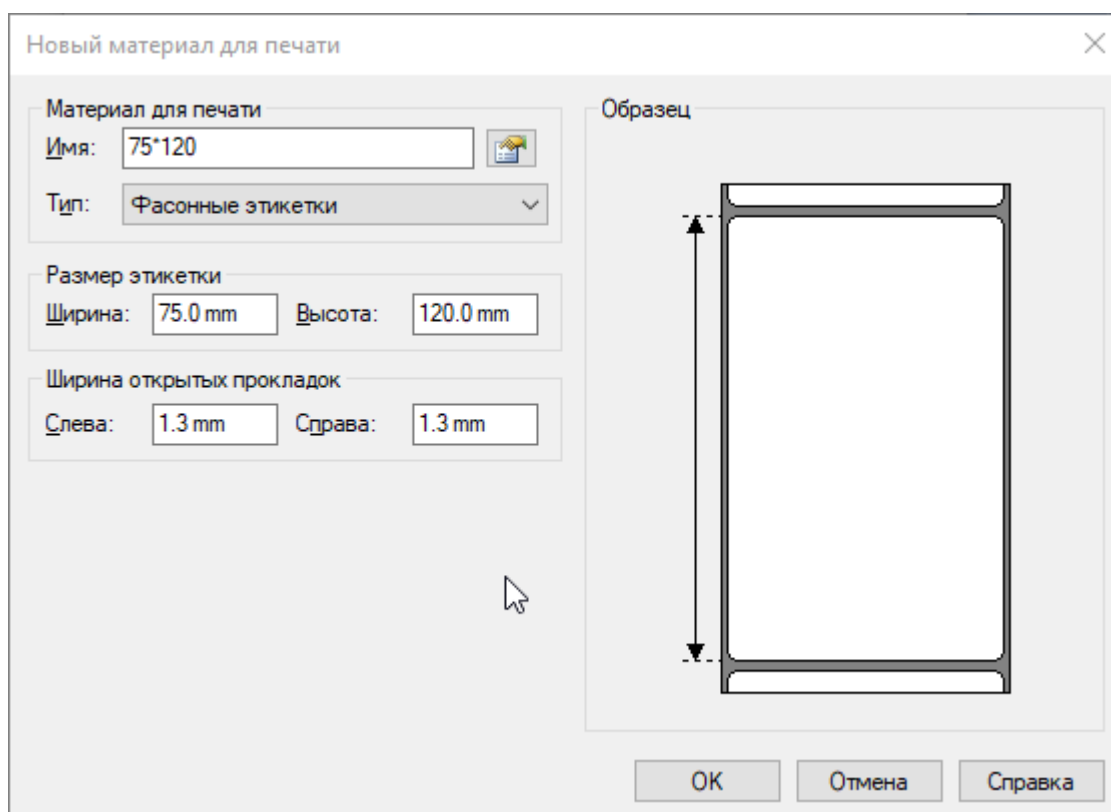 Новый материал для печати
Материал для печати
Имя: 75*120
Тип: Фасонные этикетки
Размер этикетки
Ширина: 75.0 mm Высота: 120.0 mm
Ширина открытых прокладок
Слева: 1.3 mm Справа: 1.3 mm
Образец
OK Отмена Справка